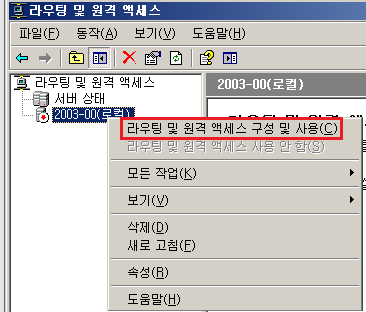 라우팅 및 원격 액세스
파일(F) 동작(A) 보기(V) 도움말(H)
라우팅 및 원격 액세스
서버 상태
2003-00(로컬)
2003-00(로컬)
라우팅 및 원격 액세스 구성 및 사용(C)
라우팅 및 원격 액세스 사용 안 함(S)
모든 작업(K)
보기(V)
삭제(D)
새로 고침(F)
속성(R)
도움말(H)